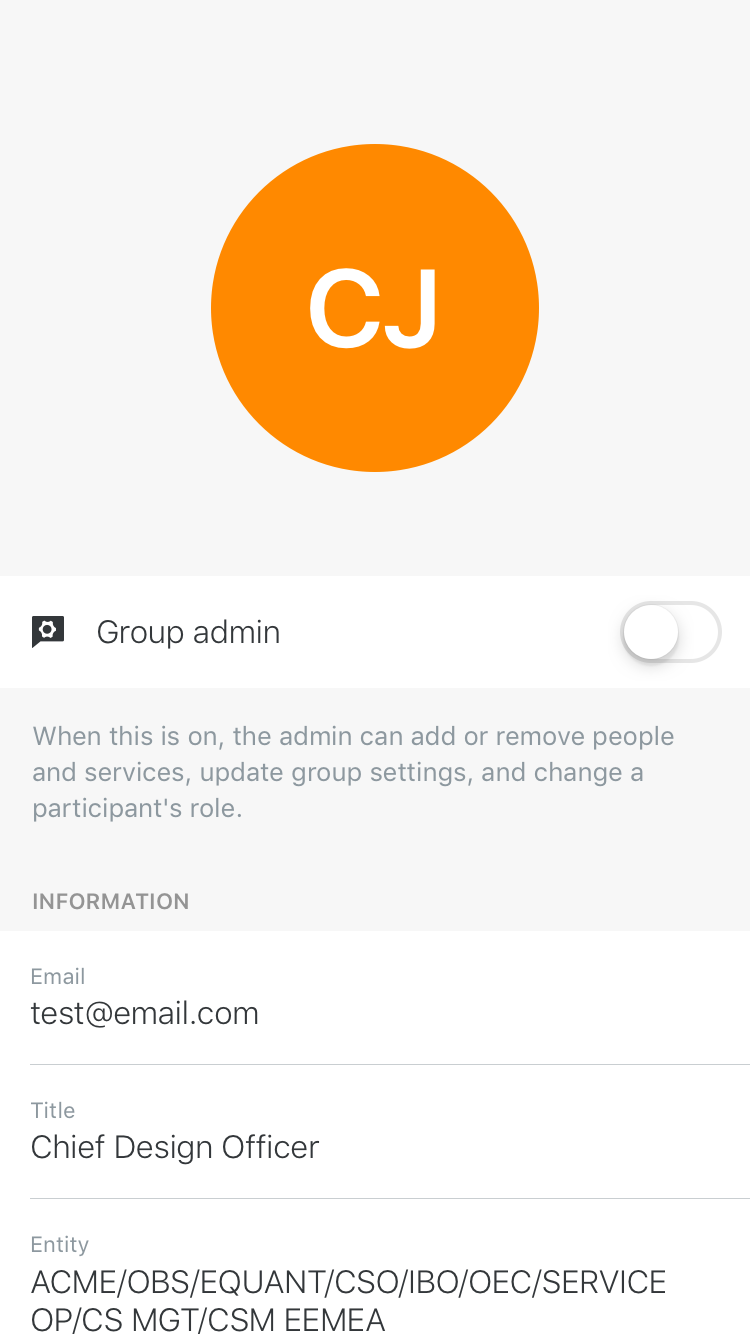 CJ
Group admin
When this is on, the admin can add or remove people
and services, update group settings, and change a
participant's role.
INFORMATION
Email
test@email.com
Title
Chief Design Officer
Entity
ACME/OBS/EQUANT/CSO/IBO/OEC/SERVICE
OP/CS MGT/CSM EEMEA